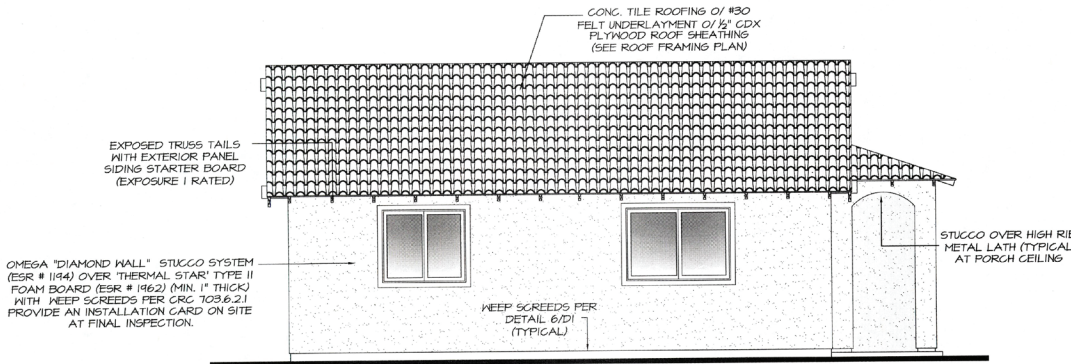 CONC. TILE ROOFING O/ #30
FELT UNDERLAYMENT O/ ½" CDX
PLYWOOD ROOF SHEATHING
(SEE ROOF FRAMING PLAN)
EXPOSED TRUSS TAILS
WITH EXTERIOR PANEL
SIDING STARTER BOARD
(EXPOSURE 1 RATED)
STUCCO OVER HIGH RIB
METAL LATH (TYPICAL
AT PORCH CEILING
OMEGA "DIAMOND WALL" STUCCO SYSTEM
(ESR # 1194) OVER 'THERMAL STAR' TYPE II
FOAM BOARD (ESR # 1962) (MIN. 1" THICK)
WITH WEEP SCREEDS PER CRC 703.6.2.1
PROVIDE AN INSTALLATION CARD ON SITE
AT FINAL INSPECTION.
WEEP SCREEDS PER
DETAIL 6/D1
(TYPICAL)